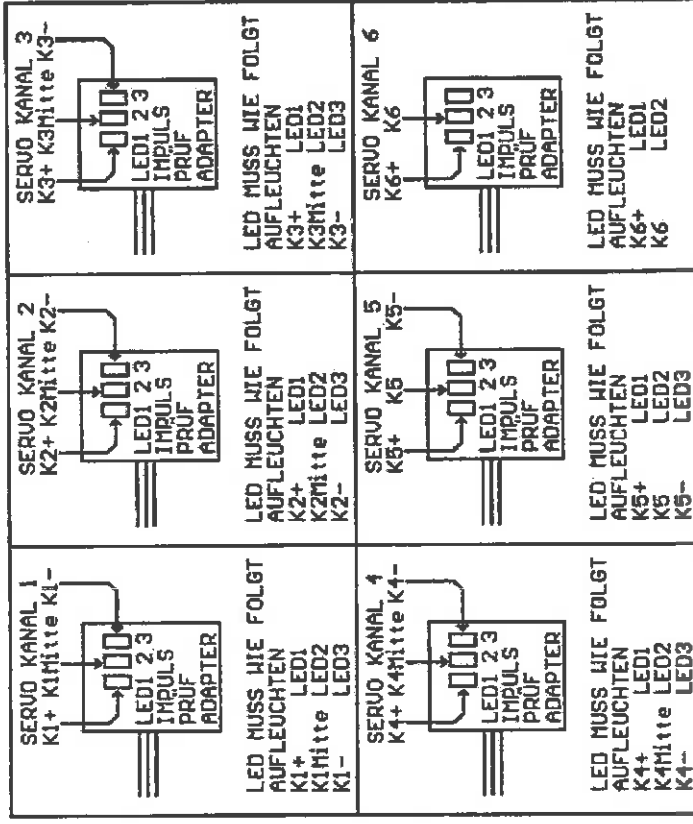 SERVO KANAL 1
K1+ K1Mitte K1-
LED1 2 3
IMPULS
PRÜF
ADAPTER
LED MUSS WIE FOLGT
AUFLEUCHTEN
K1+ LED1
K1Mitte LED2
K1- LED3
SERVO KANAL 2
K2+ K2Mitte K2-
LED1 2 3
IMPULS
PRÜF
ADAPTER
LED MUSS WIE FOLGT
AUFLEUCHTEN
K2+ LED1
K2Mitte LED2
K2- LED3
SERVO KANAL 3
K3+ K3Mitte K3-
LED1 2 3
IMPULS
PRÜF
ADAPTER
LED MUSS WIE FOLGT
AUFLEUCHTEN
K3+ LED1
K3Mitte LED2
K3- LED3
SERVO KANAL 4
K4+ K4Mitte K4-
LED1 2 3
IMPULS
PRÜF
ADAPTER
LED MUSS WIE FOLGT
AUFLEUCHTEN
K4+ LED1
K4Mitte LED2
K4- LED3
SERVO KANAL 5
K5+ K5 K5-
LED1 2 3
IMPULS
PRÜF
ADAPTER
LED MUSS WIE FOLGT
AUFLEUCHTEN
K5+ LED1
K5 LED2
K5- LED3
SERVO KANAL 6
K6+ K6
LED1 2 3
IMPULS
PRÜF
ADAPTER
LED MUSS WIE FOLGT
AUFLEUCHTEN
K6+ LED1
K6 LED2